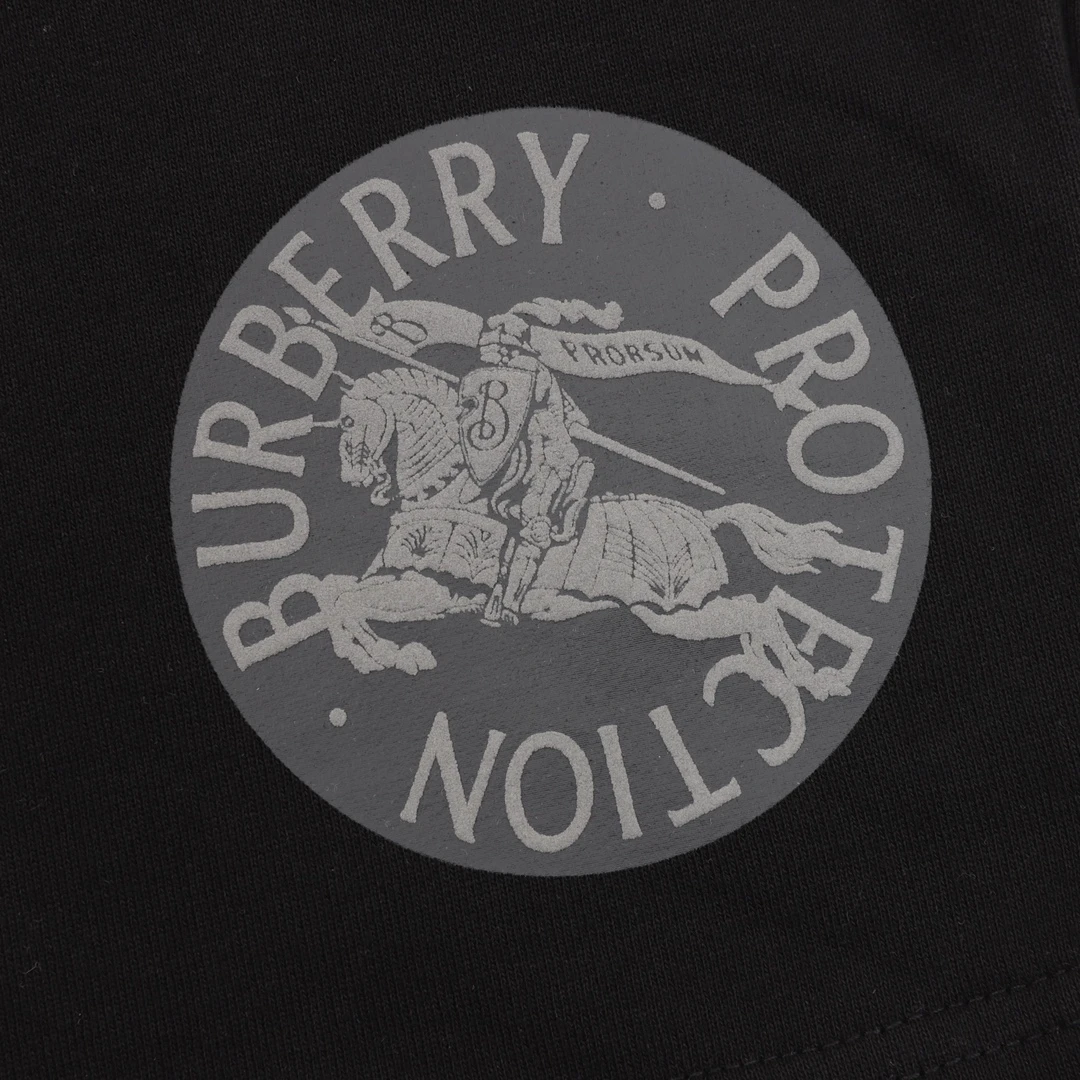 BURBERRY · PROTECTION ·
PRORSUM
B
B